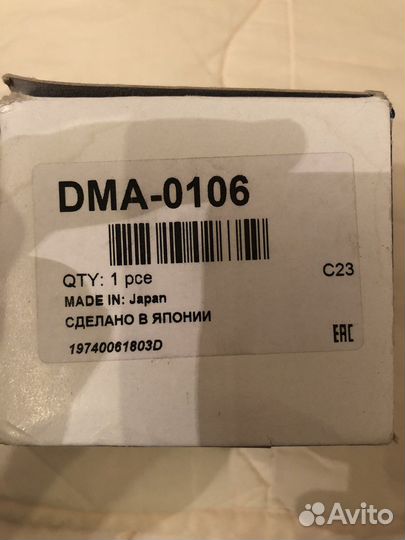 DMA-0106
QTY: 1 pce
C23
MADE IN: Japan
СДЕЛАНО В ЯПОНИИ
19740061803D
EAC
Avito